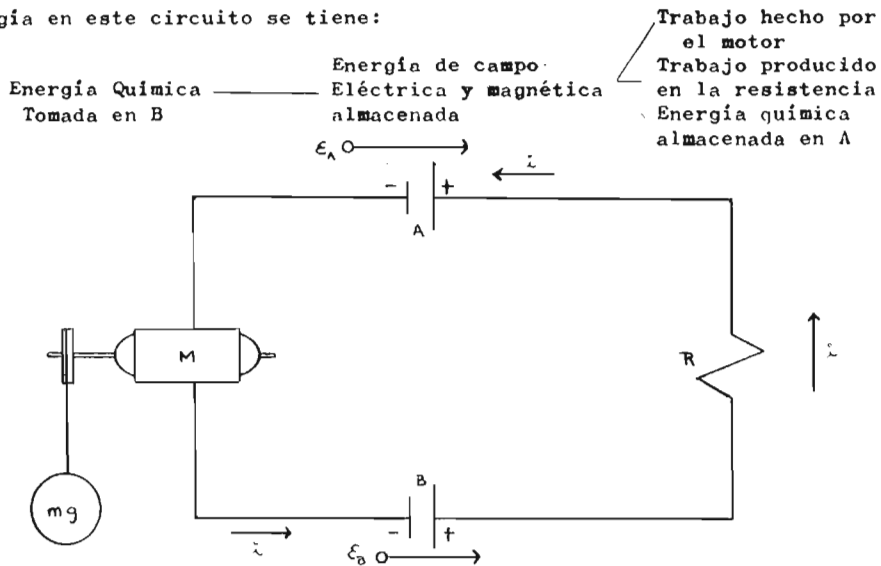 gía en este circuito se tiene:
Trabajo hecho por
el motor
Energía Química
Tomada en B
Energía de campo
Eléctrica y magnética
almacenada
Trabajo producido
en la resistencia
Energía química
almacenada en A
ℰA
i
- +
A
M
R
i
mg
B
- +
i
ℰB